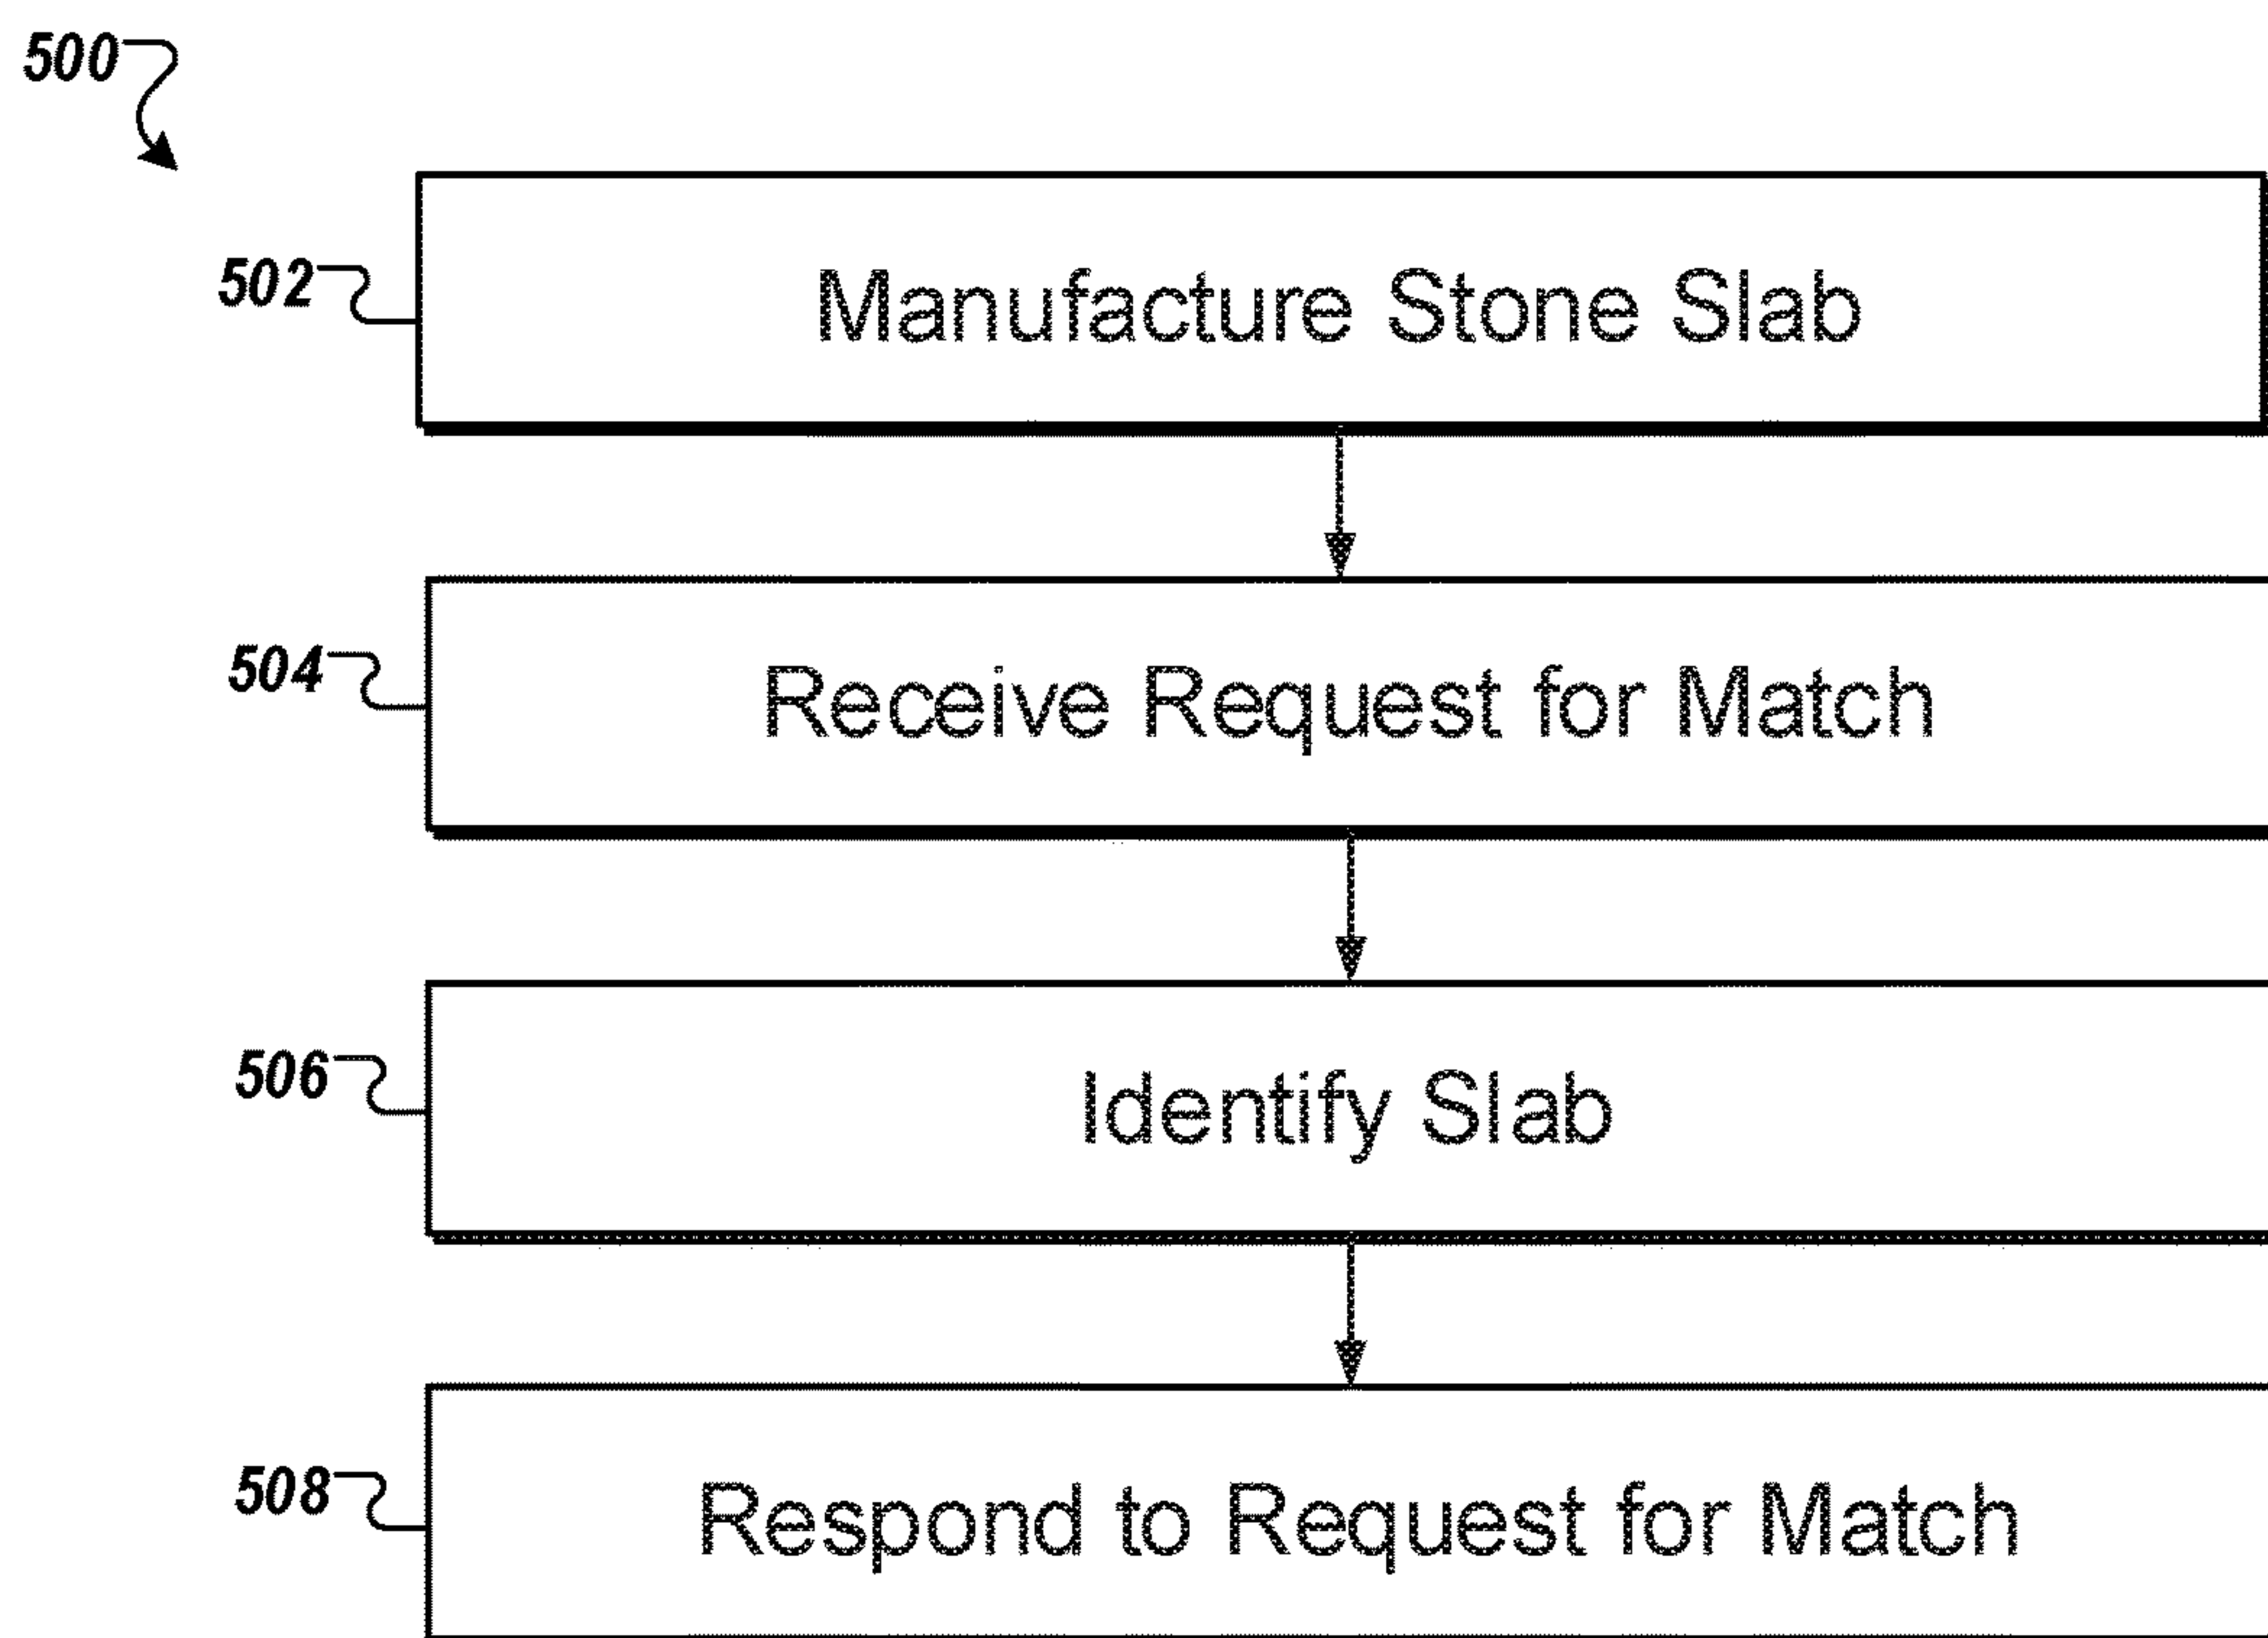 500
502 Manufacture Stone Slab
504 Receive Request for Match
506 Identify Slab
508 Respond to Request for Match